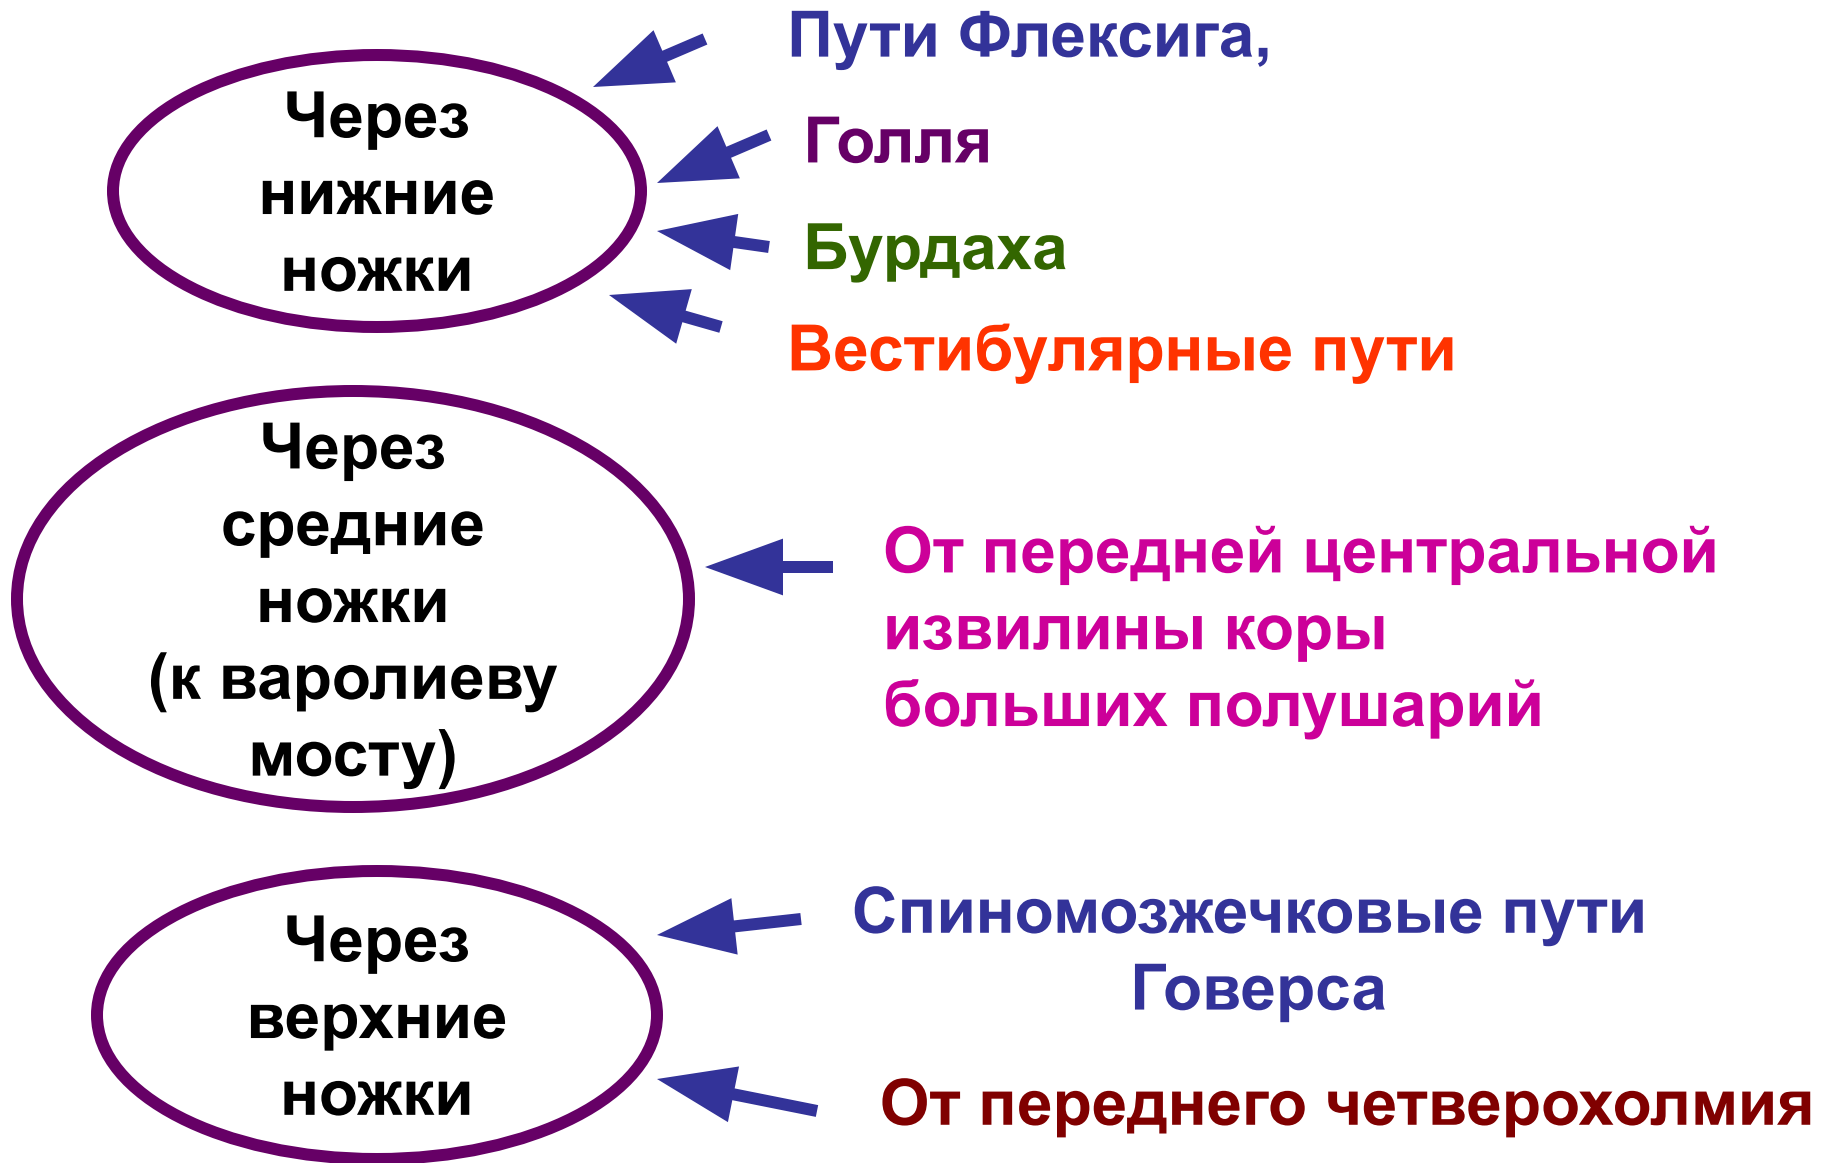 Через
нижние
ножки
Пути Флексига,
Голля
Бурдаха
Вестибулярные пути
Через
средние
ножки
(к варолиеву
мосту)
От передней центральной
извилины коры
больших полушарий
Через
верхние
ножки
Спиномозжечковые пути
Говерса
От переднего четверохолмия